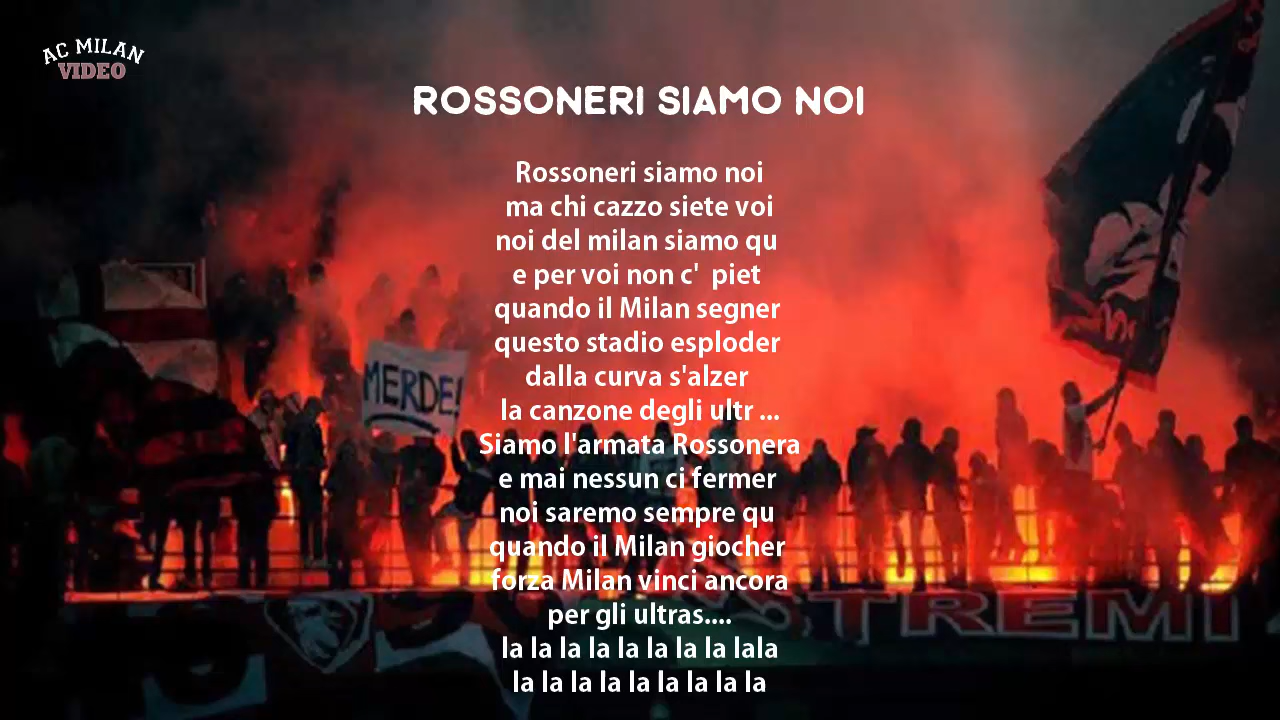 AC MILAN
VIDEO
ROSSONERI SIAMO NOI
Rossoneri siamo noi
ma chi cazzo siete voi
noi del milan siamo qu
e per voi non c'  piet
quando il Milan segner
questo stadio esploder
dalla curva s'alzer
la canzone degli ultr ...
Siamo l'armata Rossonera
e mai nessun ci fermer
noi saremo sempre qu
quando il Milan giocher
forza Milan vinci ancora
per gli ultras....
la la la la la la la la lala
la la la la la la la la la
MERDE!
STREMI